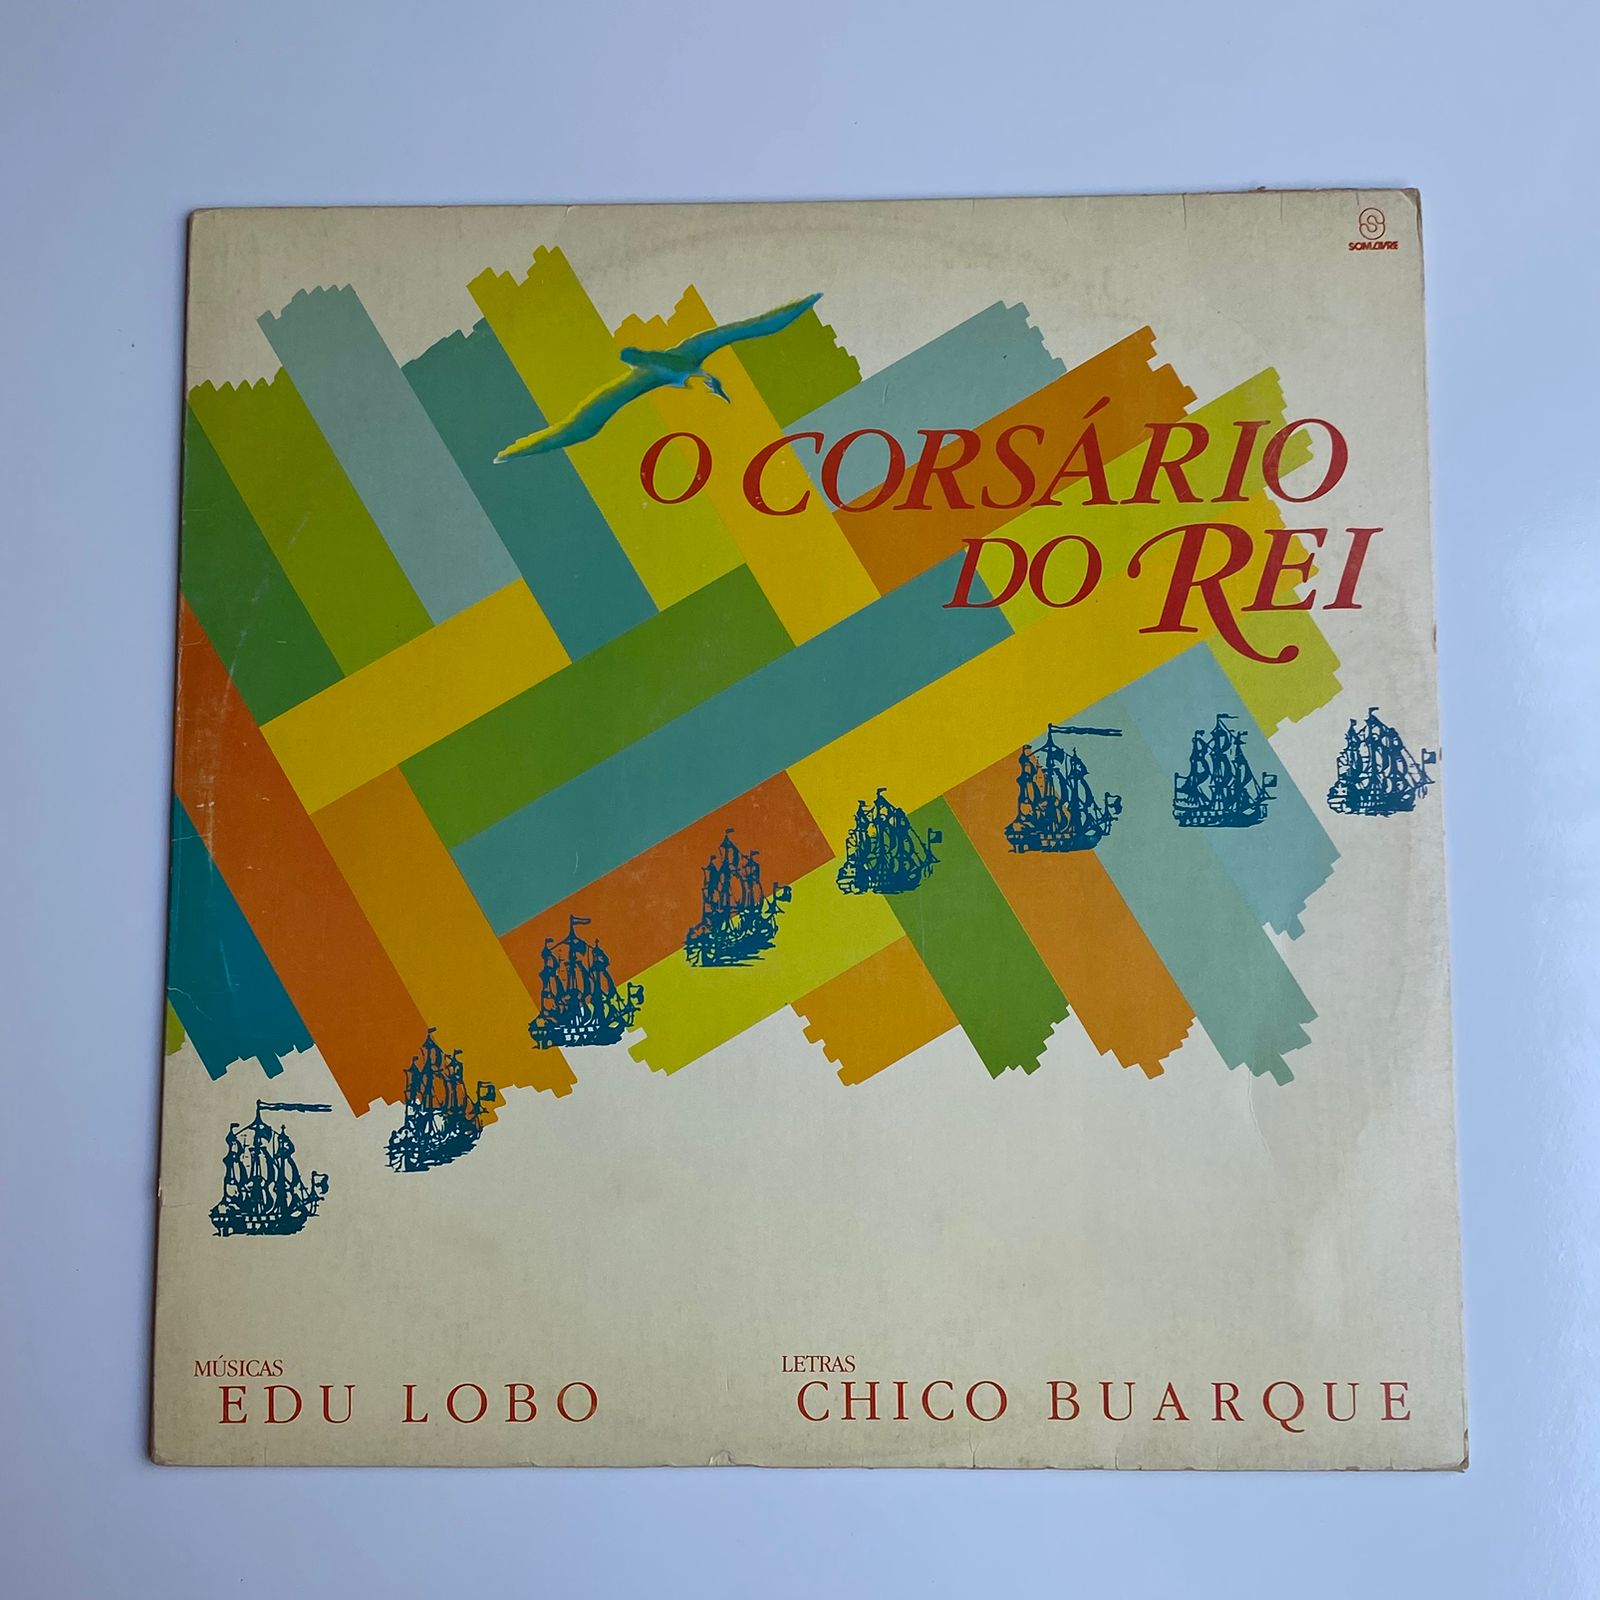 SOM LIVRE
O CORSÁRIO
DO REI
MÚSICAS
EDU LOBO
LETRAS
CHICO BUARQUE